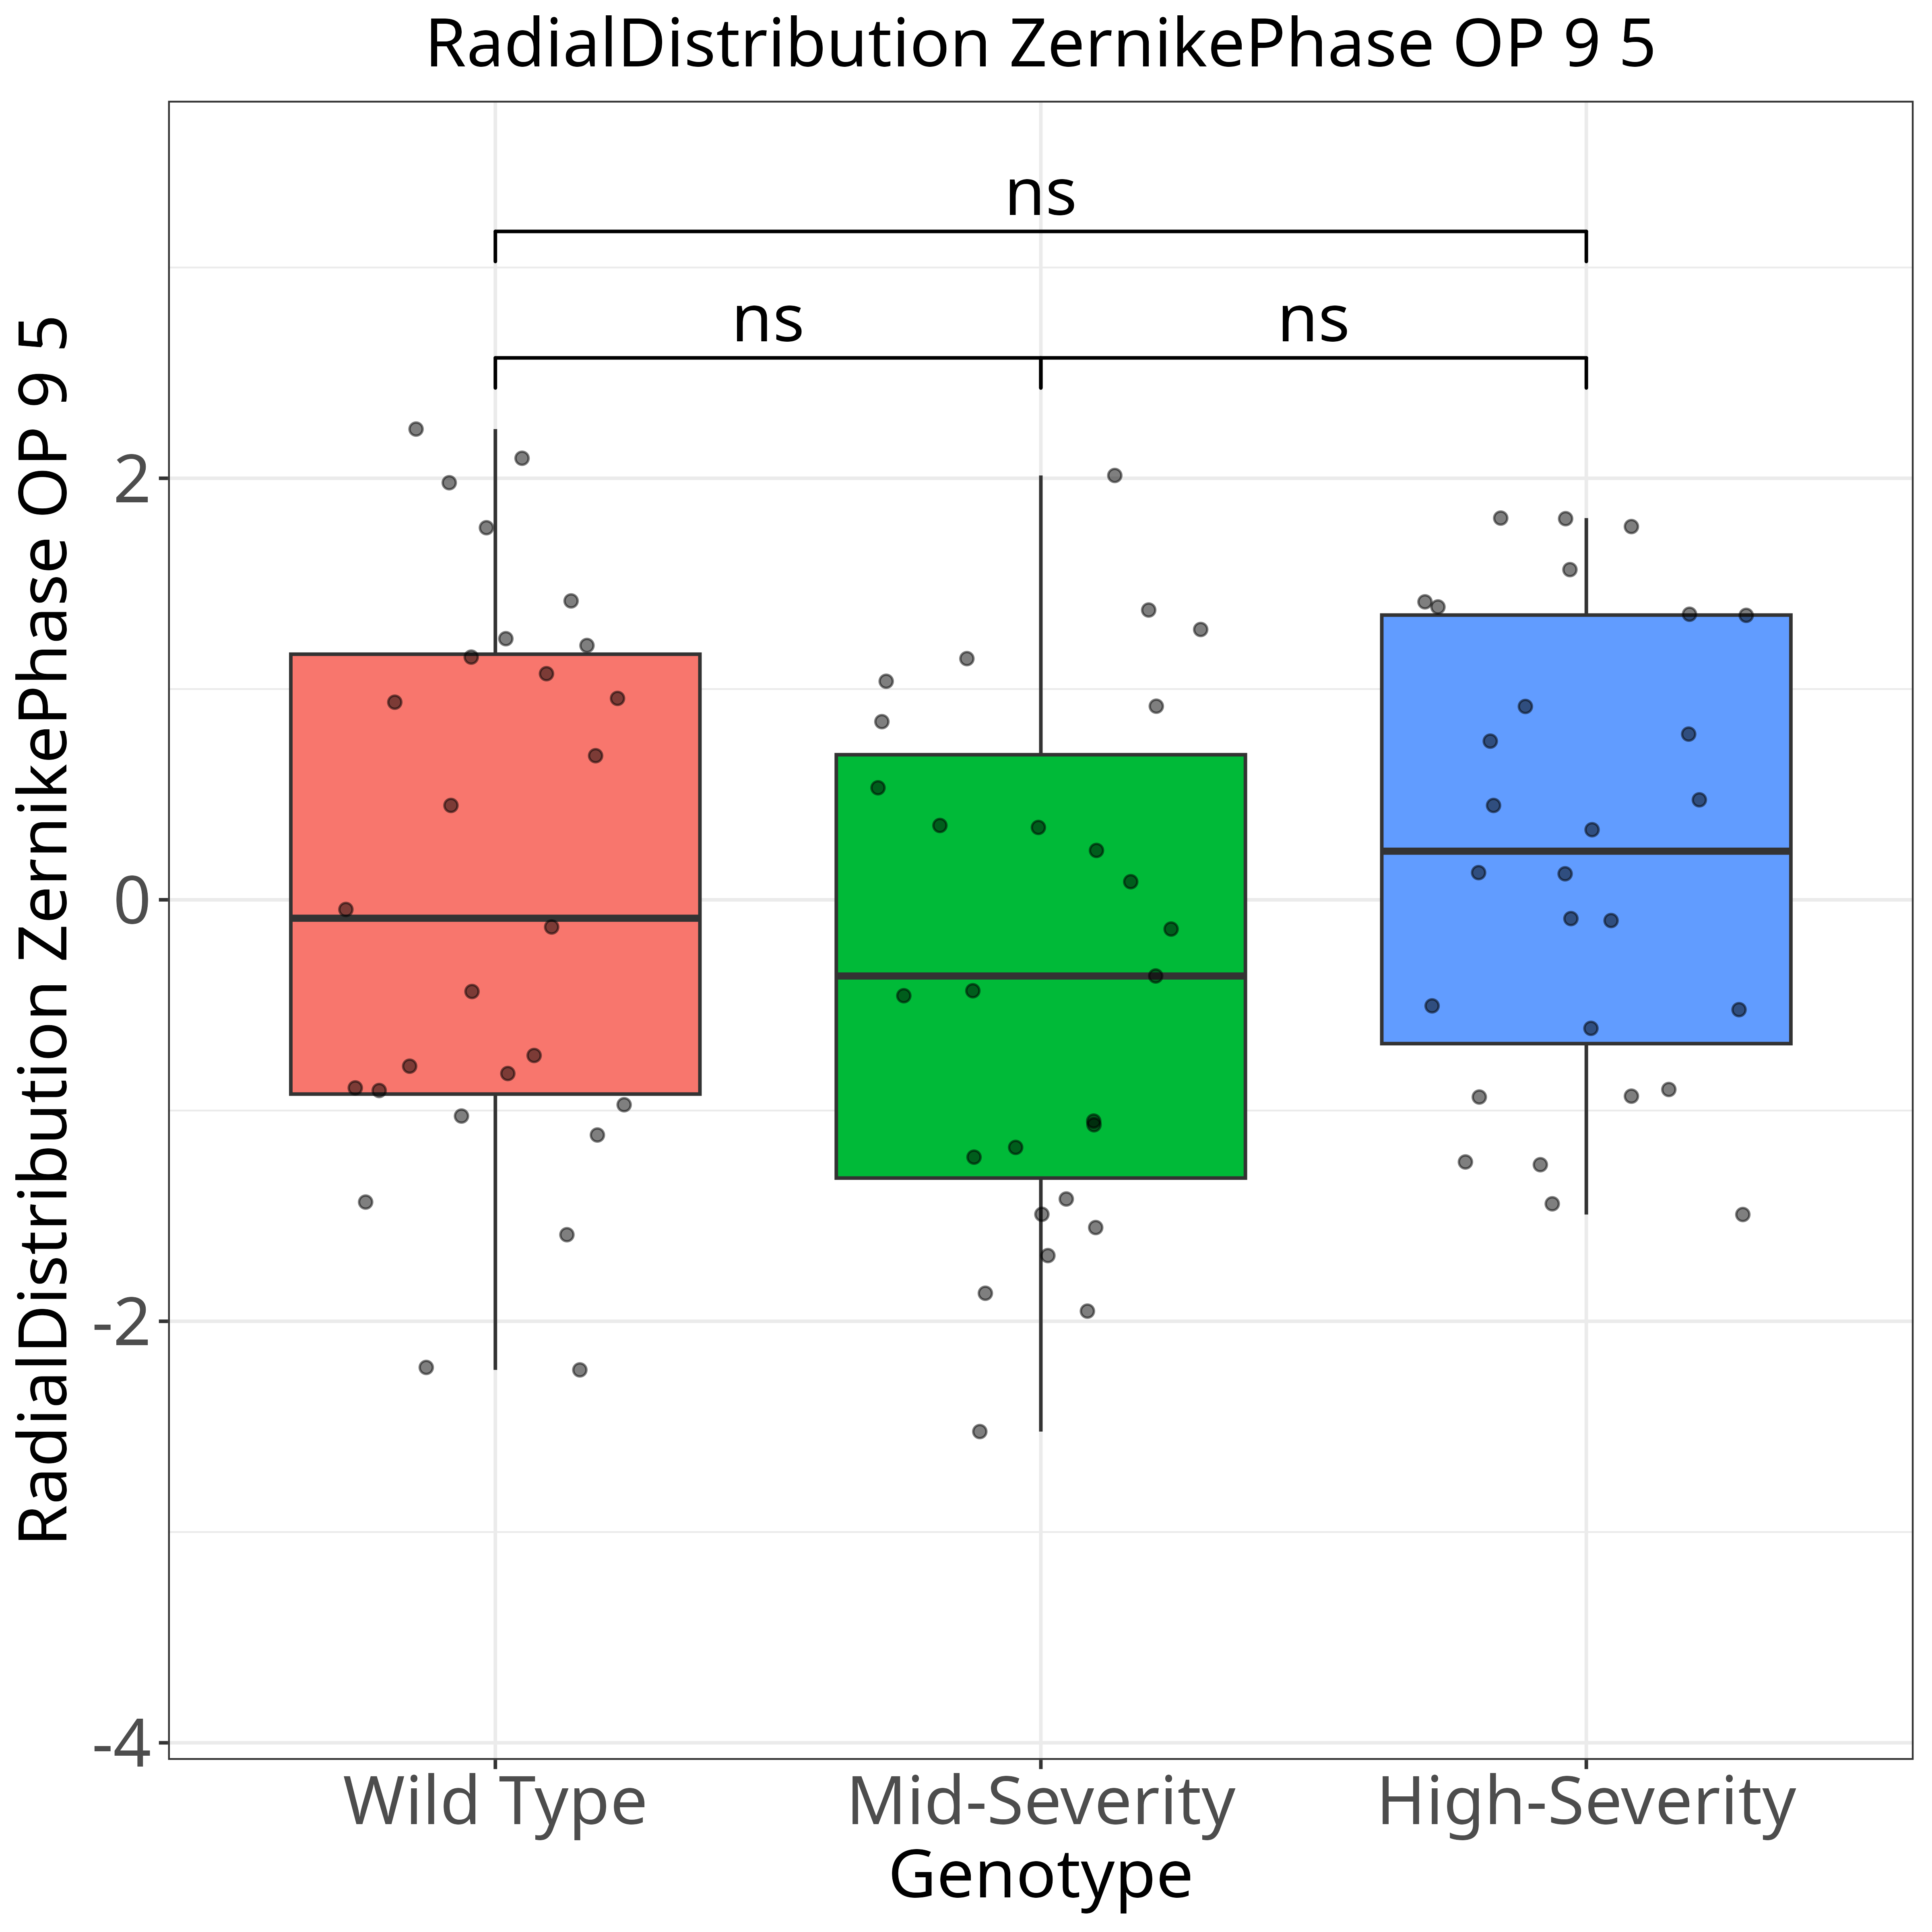 RadialDistribution ZernikePhase OP 9 5
ns
ns
ns
RadialDistribution ZernikePhase OP 9 5
2
0
-2
-4
Wild Type
Mid-Severity
High-Severity
Genotype